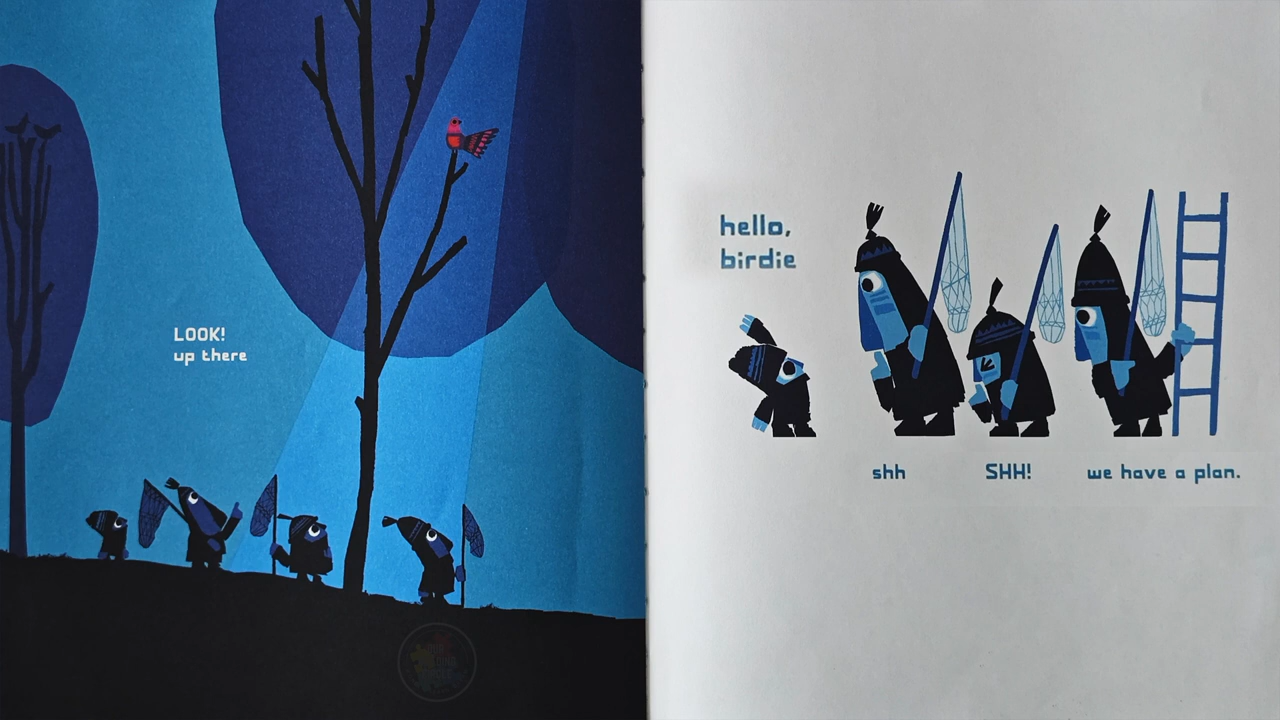 LOOK!
up there
hello,
birdie
shh
SHH!
we have a plan.